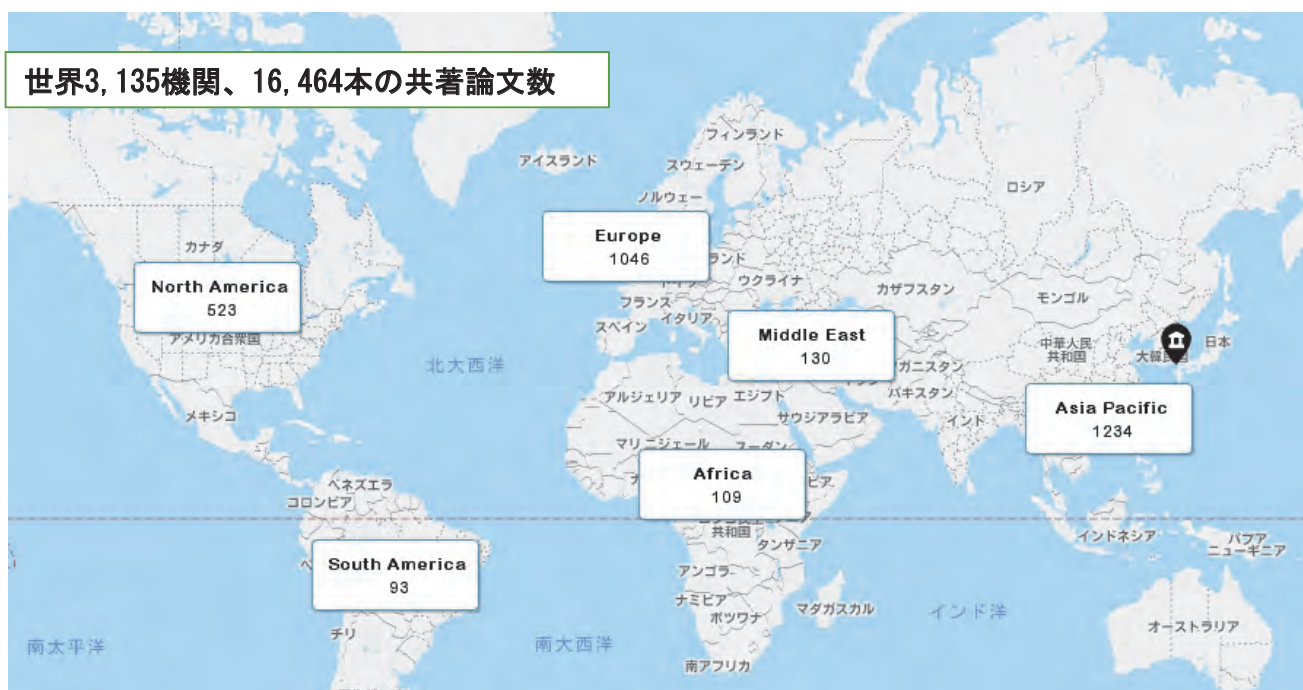 世界3,135機関、16,464本の共著論文数
フィンランド
アイスランド
スウェーデン
ロシア
ノルウェー
カナダ
Europe
1046
North America
523
ウクライナ
カザフスタン
モンゴル
フランス
スペイン
イタリア
アメリカ合衆国
Middle East
130
中華人民
共和国
日本
北大西洋
パキスタン
メキシコ
アルジェリア
リビア
エジプト
サウジアラビア
インド
Asia Pacific
1234
マリ
ニジェール
スーダン
Africa
109
ベネズエラ
コロンビア
共和国
タンザニア
インドネシア
パプア
ニューギニア
South America
93
アンゴラ
ナミビア
ボツワナ
マダガスカル
インド洋
オーストラリア
チリ
南太平洋
南大西洋
南アフリカ